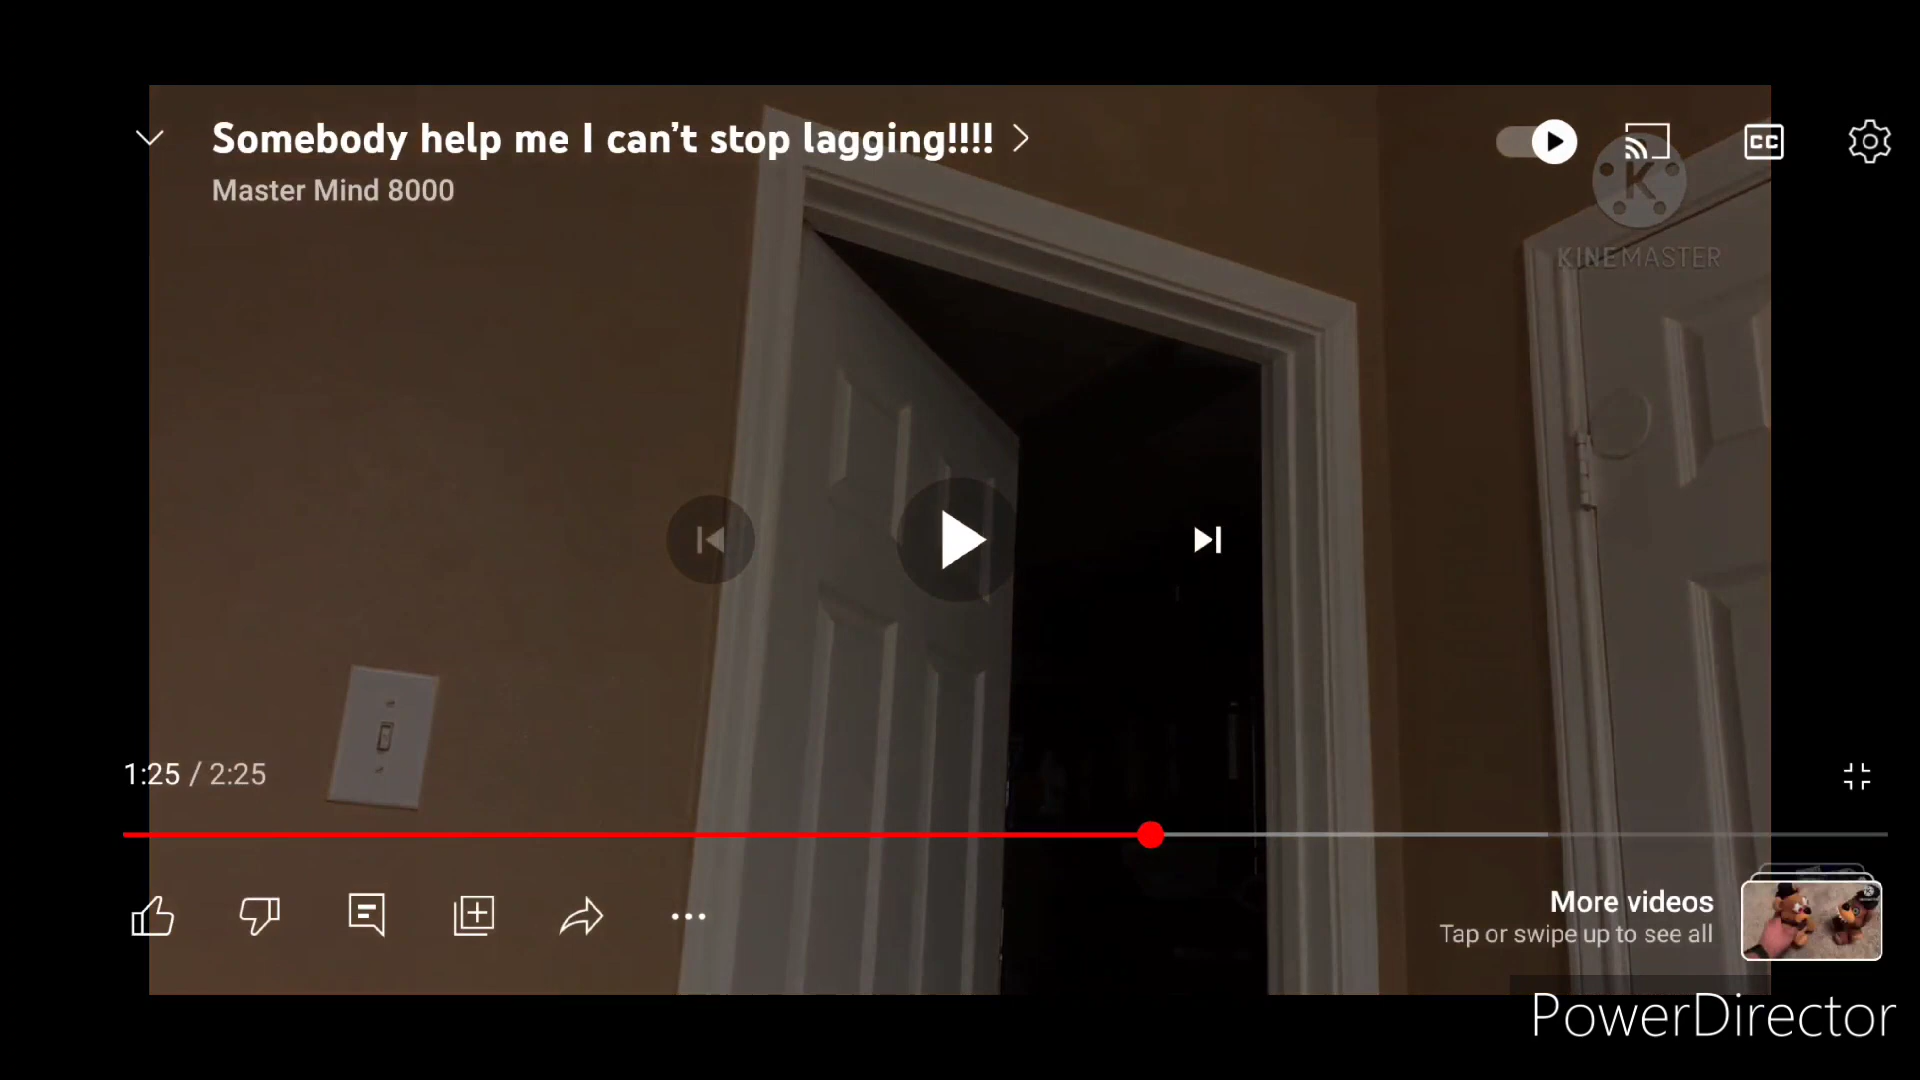 Somebody help me I can't stop lagging!!!!
Master Mind 8000
CC
K
KINEMASTER
1:25 / 2:25
More videos
Tap or swipe up to see all
PowerDirector